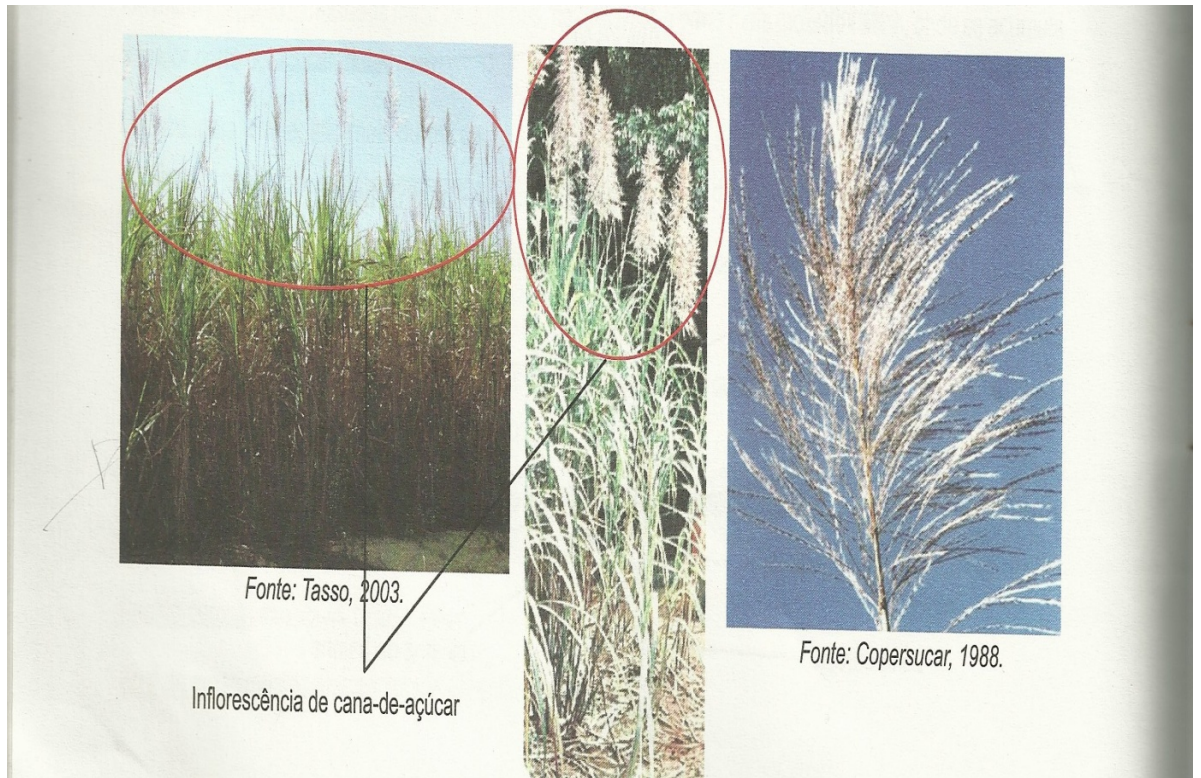 Fonte: Tasso, 2003.
Fonte: Copersucar, 1988.
Inflorescência de cana-de-açúcar